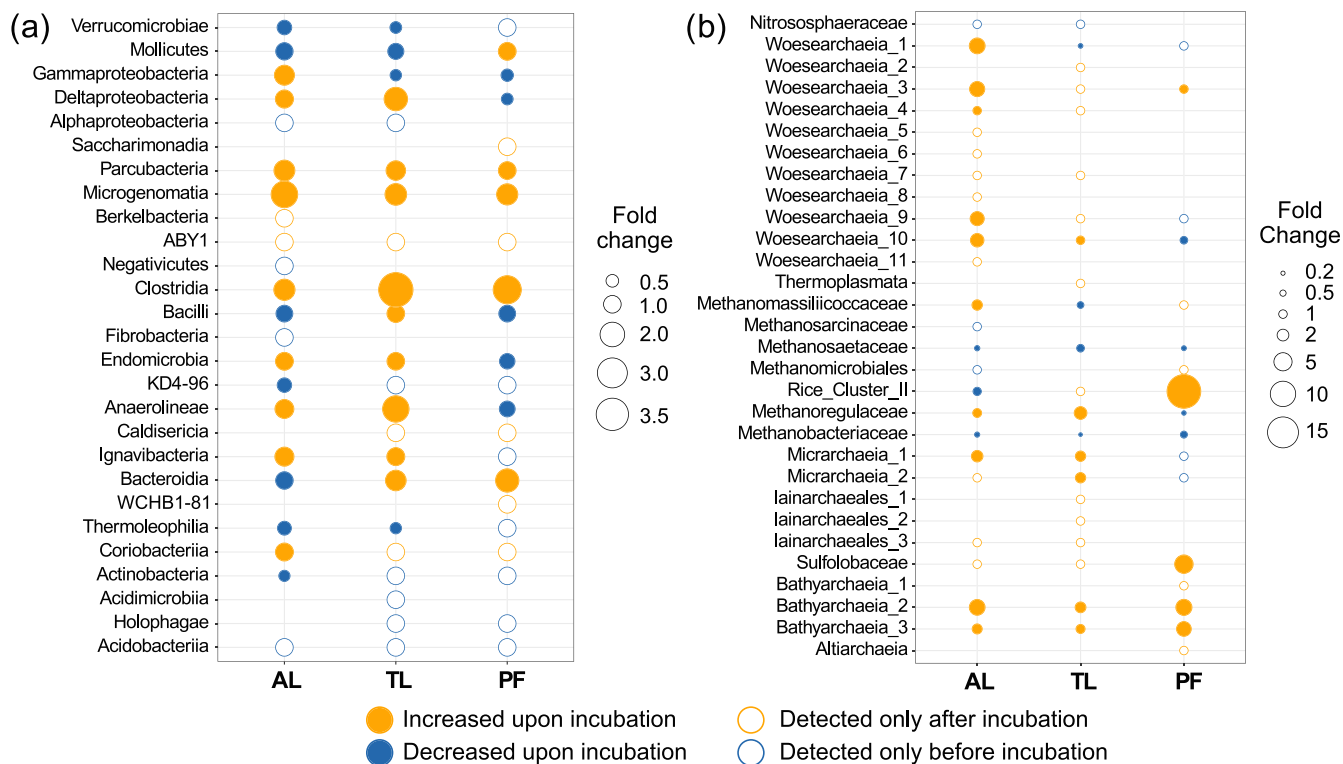 (a)
Verrucomicrobiae
Mollicutes
Gammaproteobacteria
Deltaproteobacteria
Alphaproteobacteria
Saccharimonadia
Parcubacteria
Microgenomatia
Berkelbacteria
ABY1
Negativicutes
Clostridia
Bacilli
Fibrobacteria
Endomicrobia
KD4-96
Anaerolineae
Caldisericia
Ignavibacteria
Bacteroidia
WCHB1-81
Thermoleophilia
Coriobacteriia
Actinobacteria
Acidimicrobiia
Holophagae
Acidobacteriia
AL TL PF
Fold
change
0.5
1.0
2.0
3.0
3.5
(b)
Nitrososphaeraceae
Woesearchaeia_1
Woesearchaeia_2
Woesearchaeia_3
Woesearchaeia_4
Woesearchaeia_5
Woesearchaeia_6
Woesearchaeia_7
Woesearchaeia_8
Woesearchaeia_9
Woesearchaeia_10
Woesearchaeia_11
Thermoplasmata
Methanomassiliicoccaceae
Methanosarcinaceae
Methanosaetaceae
Methanomicrobiales
Rice_Cluster_II
Methanoregulaceae
Methanobacteriaceae
Micrarchaeia_1
Micrarchaeia_2
Iainarchaeales_1
Iainarchaeales_2
Iainarchaeales_3
Sulfolobaceae
Bathyarchaeia_1
Bathyarchaeia_2
Bathyarchaeia_3
Altiarchaeia
AL TL PF
Fold
Change
0.2
0.5
1
2
5
10
15
Increased upon incubation
Decreased upon incubation
Detected only after incubation
Detected only before incubation